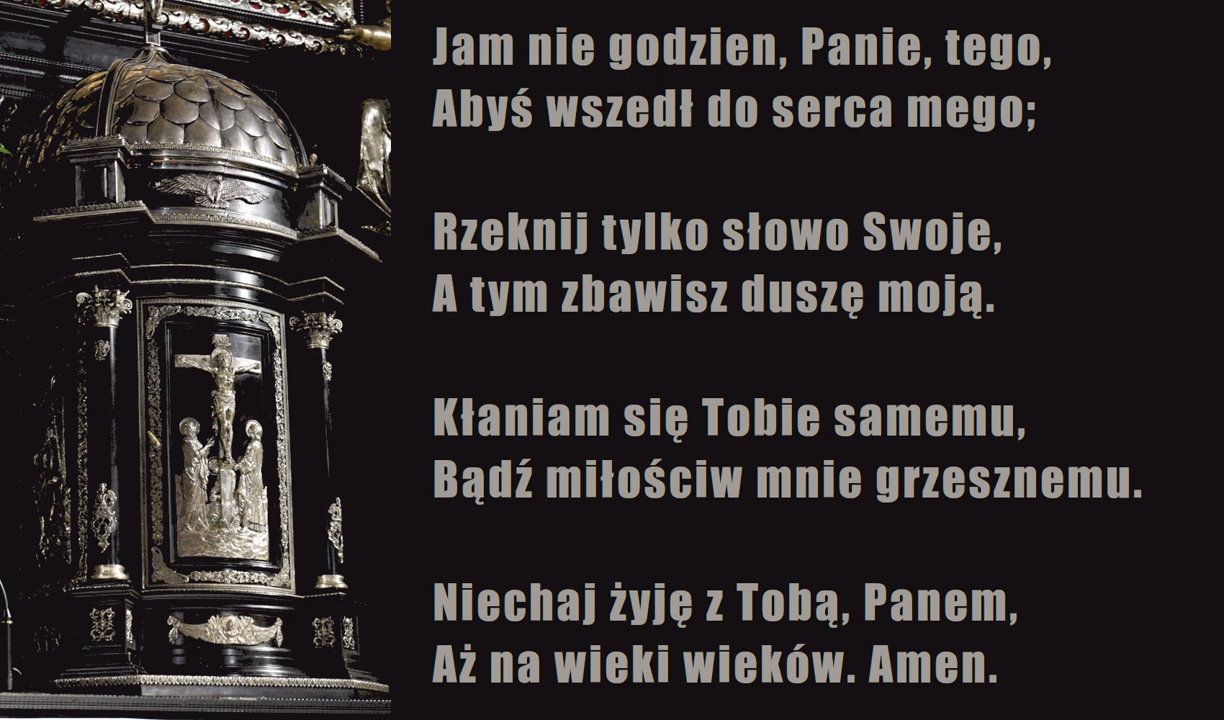 Jam nie godzien, Panie, tego,
Abyś wszedł do serca mego;
Rzeknij tylko słowo Swoje,
A tym zbawisz duszę moją.
Kłaniam się Tobie samemu,
Bądź miłościw mnie grzesznemu.
Niechaj żyję z Tobą, Panem,
Aż na wieki wieków. Amen.